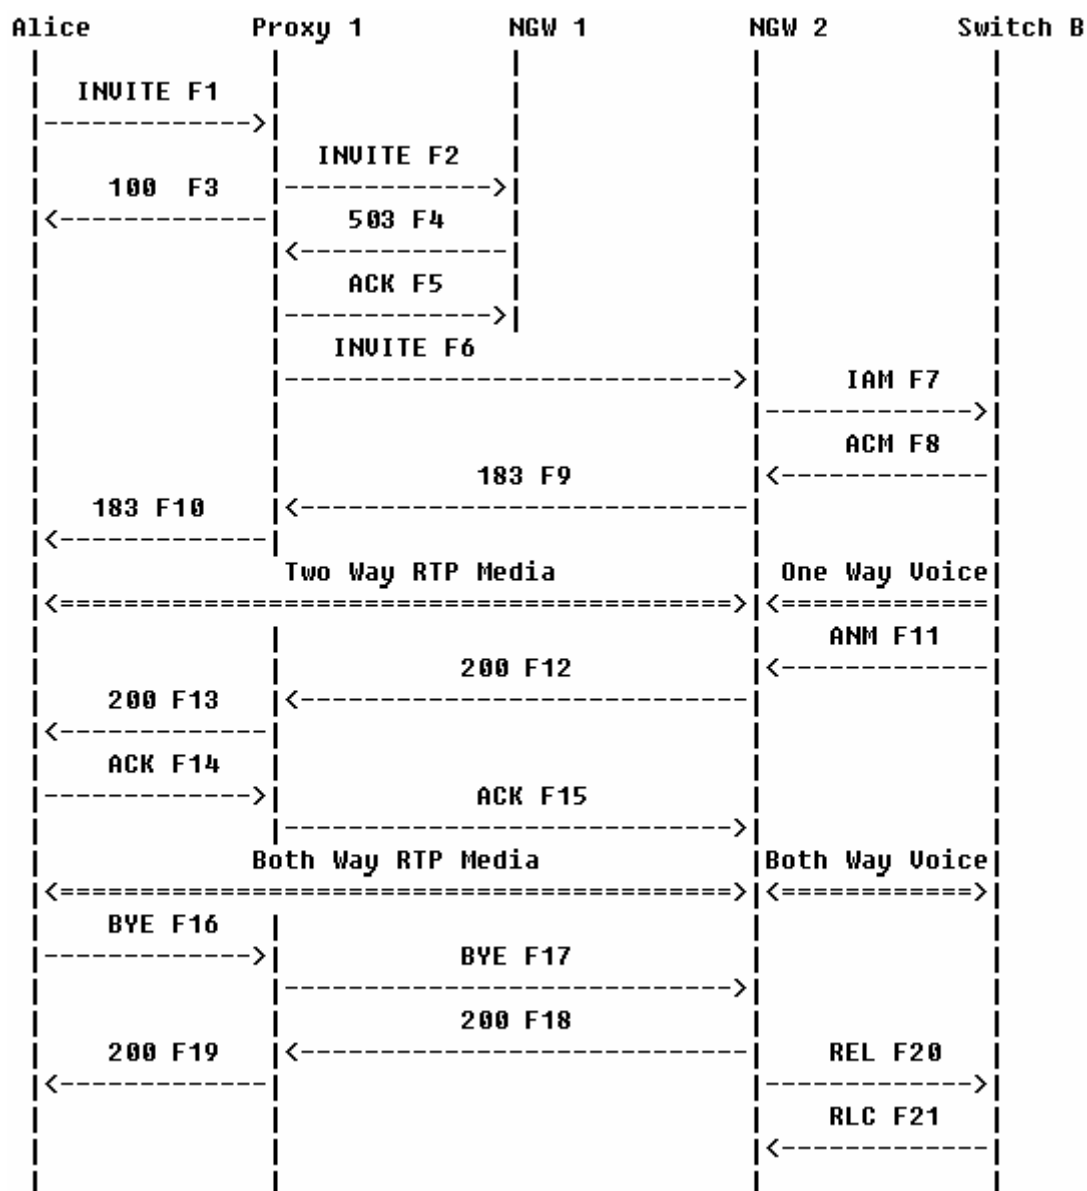 Alice Proxy 1 NGW 1 NGW 2 Switch B
INVITE F1
INVITE F2
100 F3
503 F4
ACK F5
INVITE F6
IAM F7
ACM F8
183 F9
183 F10
Two Way RTP Media One Way Voice
ANM F11
200 F12
200 F13
ACK F14
ACK F15
Both Way RTP Media Both Way Voice
BYE F16
BYE F17
200 F18
200 F19 REL F20
RLC F21